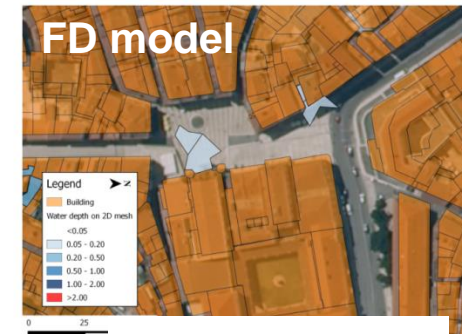 FD model
Legend
Z
Building
Water depth on 2D mesh
<0.05
0.05 - 0.20
0.20 - 0.50
0.50 - 1.00
1.00 - 2.00
>2.00
0 25